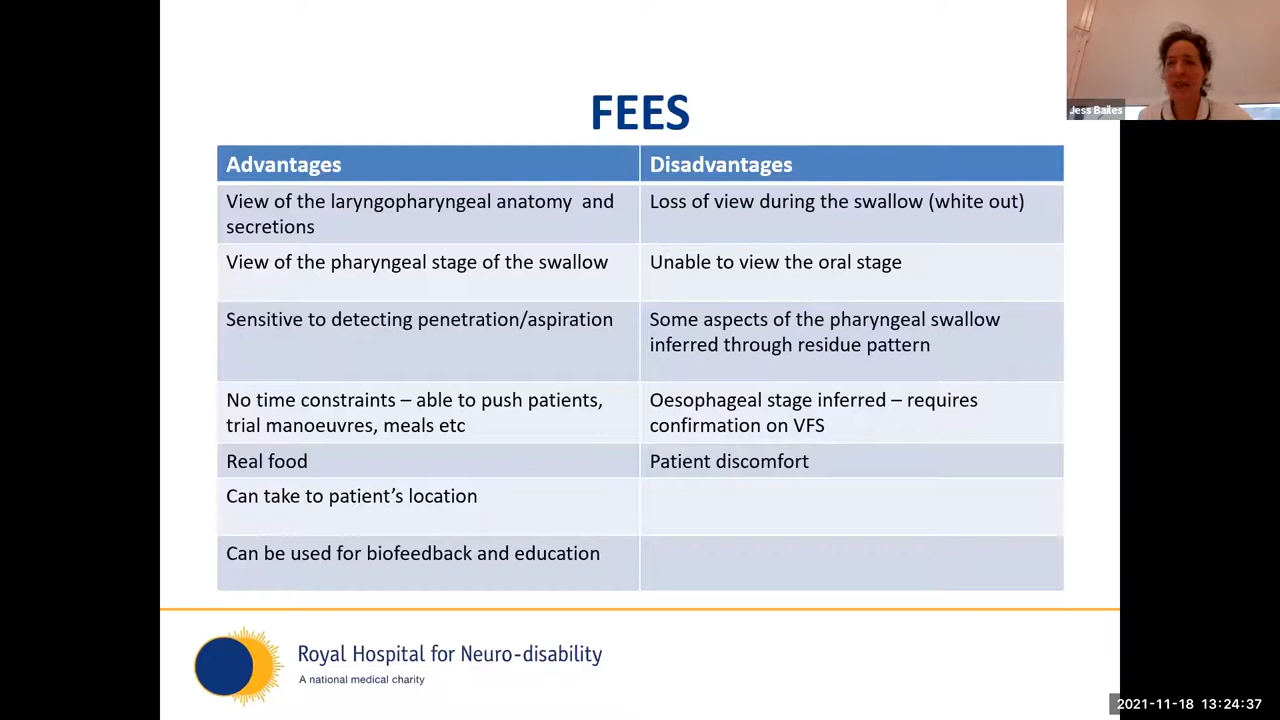 FEES
Advantages
Disadvantages
View of the laryngopharyngeal anatomy and
secretions
Loss of view during the swallow (white out)
View of the pharyngeal stage of the swallow
Unable to view the oral stage
Sensitive to detecting penetration/aspiration
Some aspects of the pharyngeal swallow
inferred through residue pattern
No time constraints – able to push patients,
trial manoeuvres, meals etc
Oesophageal stage inferred – requires
confirmation on VFS
Real food
Patient discomfort
Can take to patient’s location
Can be used for biofeedback and education
Royal Hospital for Neuro-disability
A national medical charity
Jess Bailes
2021-11-18 13:24:37